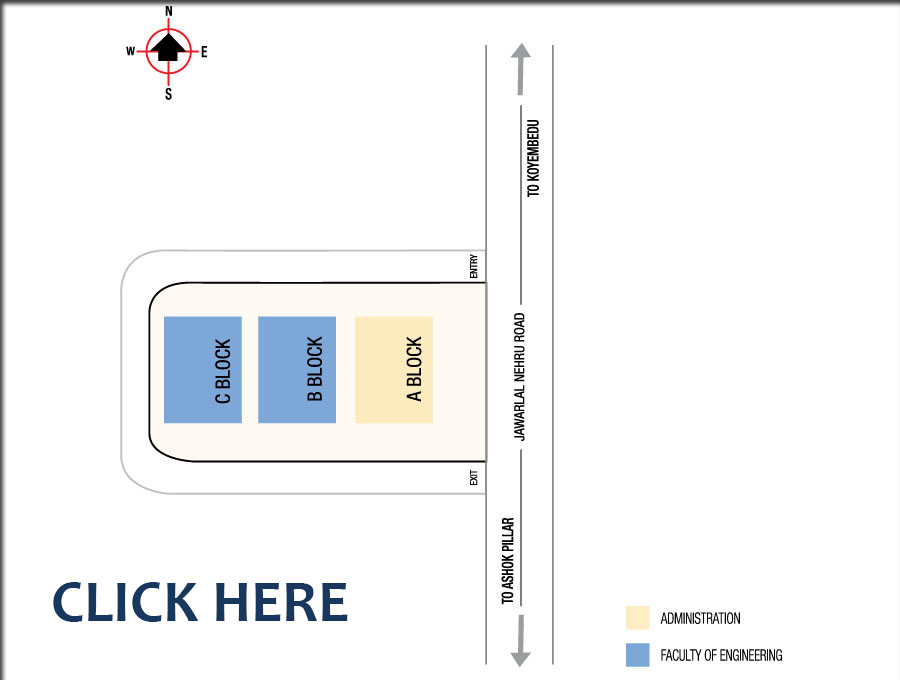 N
W
E
S
TO KOYEMBEDU
ENTRY
C BLOCK
B BLOCK
A BLOCK
JAWARLAL NEHRU ROAD
EXIT
TO ASHOK PILLAR
CLICK HERE
ADMINISTRATION
FACULTY OF ENGINEERING